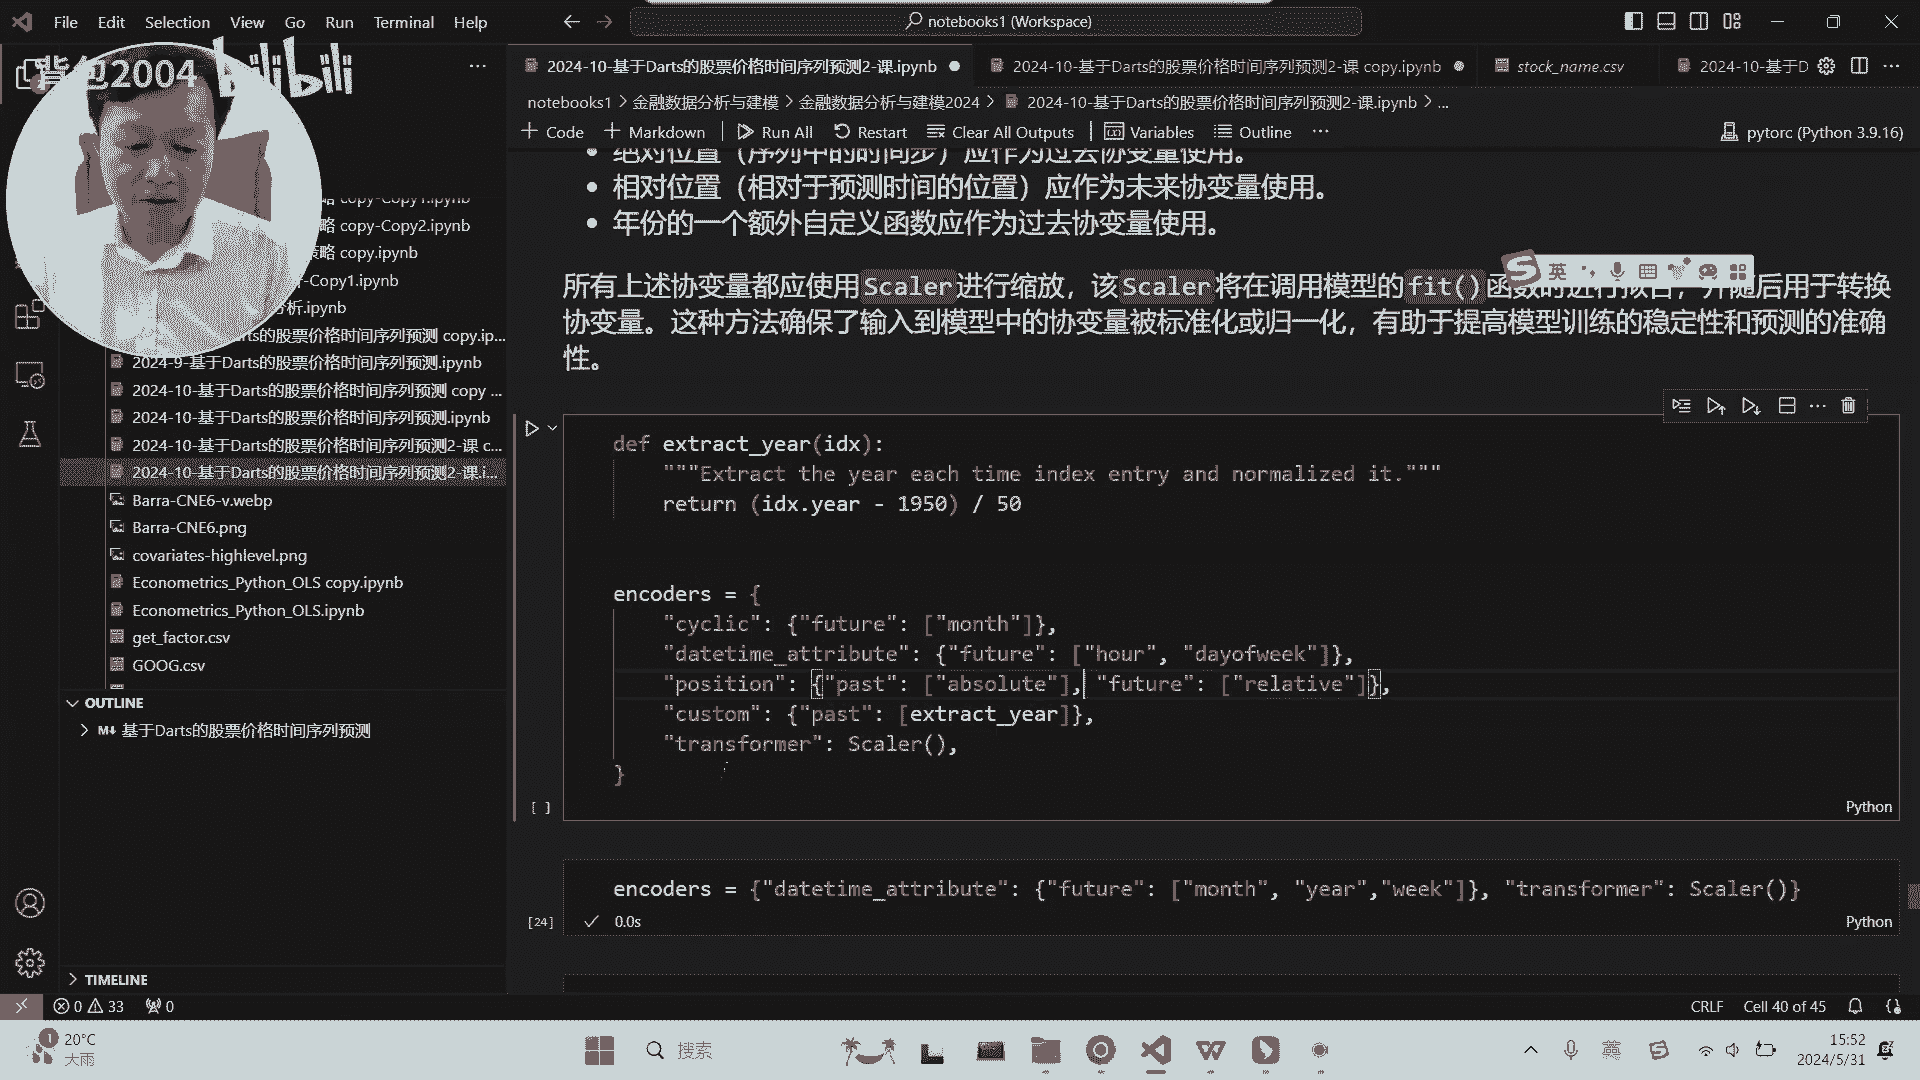 File Edit Selection View Go Run Terminal Help
notebooks1 (Workspace)
背包2004 bilibili
2024-10-基于Darts的股票价格时间序列预测2-课.ipynb
2024-10-基于Darts的股票价格时间序列预测2-课 copy.ipynb
stock_name.csv
2024-10-基于D
notebooks1 > 金融数据分析与建模 > 金融数据分析与建模2024 > 2024-10-基于Darts的股票价格时间序列预测2-课.ipynb > ...
+ Code + Markdown Run All Restart Clear All Outputs Variables Outline ...
pytorc (Python 3.9.16)
略 copy-Copy1.ipynb
略 copy-Copy2.ipynb
略 copy.ipynb
-Copy1.ipynb
分析.ipynb
基于Darts的股票价格时间序列预测 copy.ip...
2024-9-基于Darts的股票价格时间序列预测.ipynb
2024-10-基于Darts的股票价格时间序列预测 copy ...
2024-10-基于Darts的股票价格时间序列预测.ipynb
2024-10-基于Darts的股票价格时间序列预测2-课 c...
2024-10-基于Darts的股票价格时间序列预测2-课.i...
Barra-CNE6-v.webp
Barra-CNE6.png
covariates-highlevel.png
Econometrics_Python_OLS copy.ipynb
Econometrics_Python_OLS.ipynb
get_factor.csv
GOOG.csv
OUTLINE
M↓ 基于Darts的股票价格时间序列预测
TIMELINE
• 绝对位置（序列中的时间步）应作为过去协变量使用。
• 相对位置（相对于预测时间的位置）应作为未来协变量使用。
• 年份的一个额外自定义函数应作为过去协变量使用。
英
所有上述协变量都应使用Scaler进行缩放，该Scaler将在调用模型的fit()函数时进行拟合，并随后用于转换
协变量。这种方法确保了输入到模型中的协变量被标准化或归一化，有助于提高模型训练的稳定性和预测的准确
性。
def extract_year(idx):
"""Extract the year each time index entry and normalized it."""
return (idx.year - 1950) / 50
encoders = {
"cyclic": {"future": ["month"]},
"datetime_attribute": {"future": ["hour", "dayofweek"]},
"position": {"past": ["absolute"], "future": ["relative"]},
"custom": {"past": [extract_year]},
"transformer": Scaler(),
}
[ ]
Python
encoders = {"datetime_attribute": {"future": ["month", "year","week"]}, "transformer": Scaler()}
[24]
0.0s
Python
0 33 0
CRLF Cell 40 of 45
1
20°C
大雨
搜索
英
15:52
2024/5/31